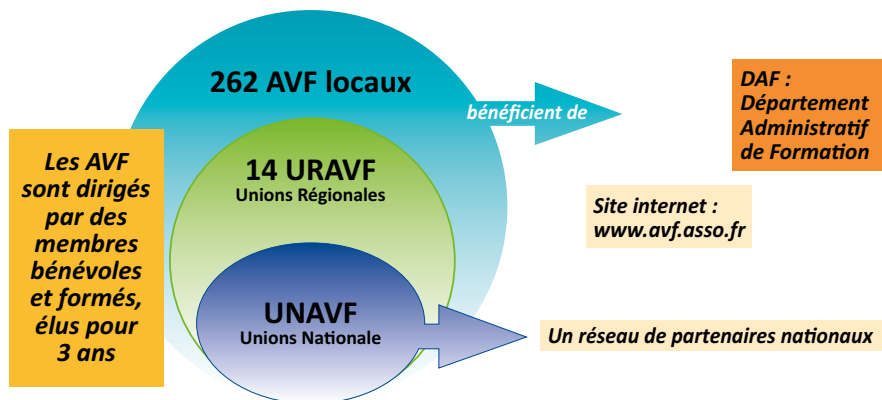 262 AVF locaux
bénéficient de
DAF :
Département
Administratif
de Formation
Les AVF
sont dirigés
par des
membres
bénévoles
et formés,
élus pour
3 ans
14 URAVF
Unions Régionales
Site internet :
www.avf.asso.fr
UNAVF
Unions Nationale
Un réseau de partenaires nationaux